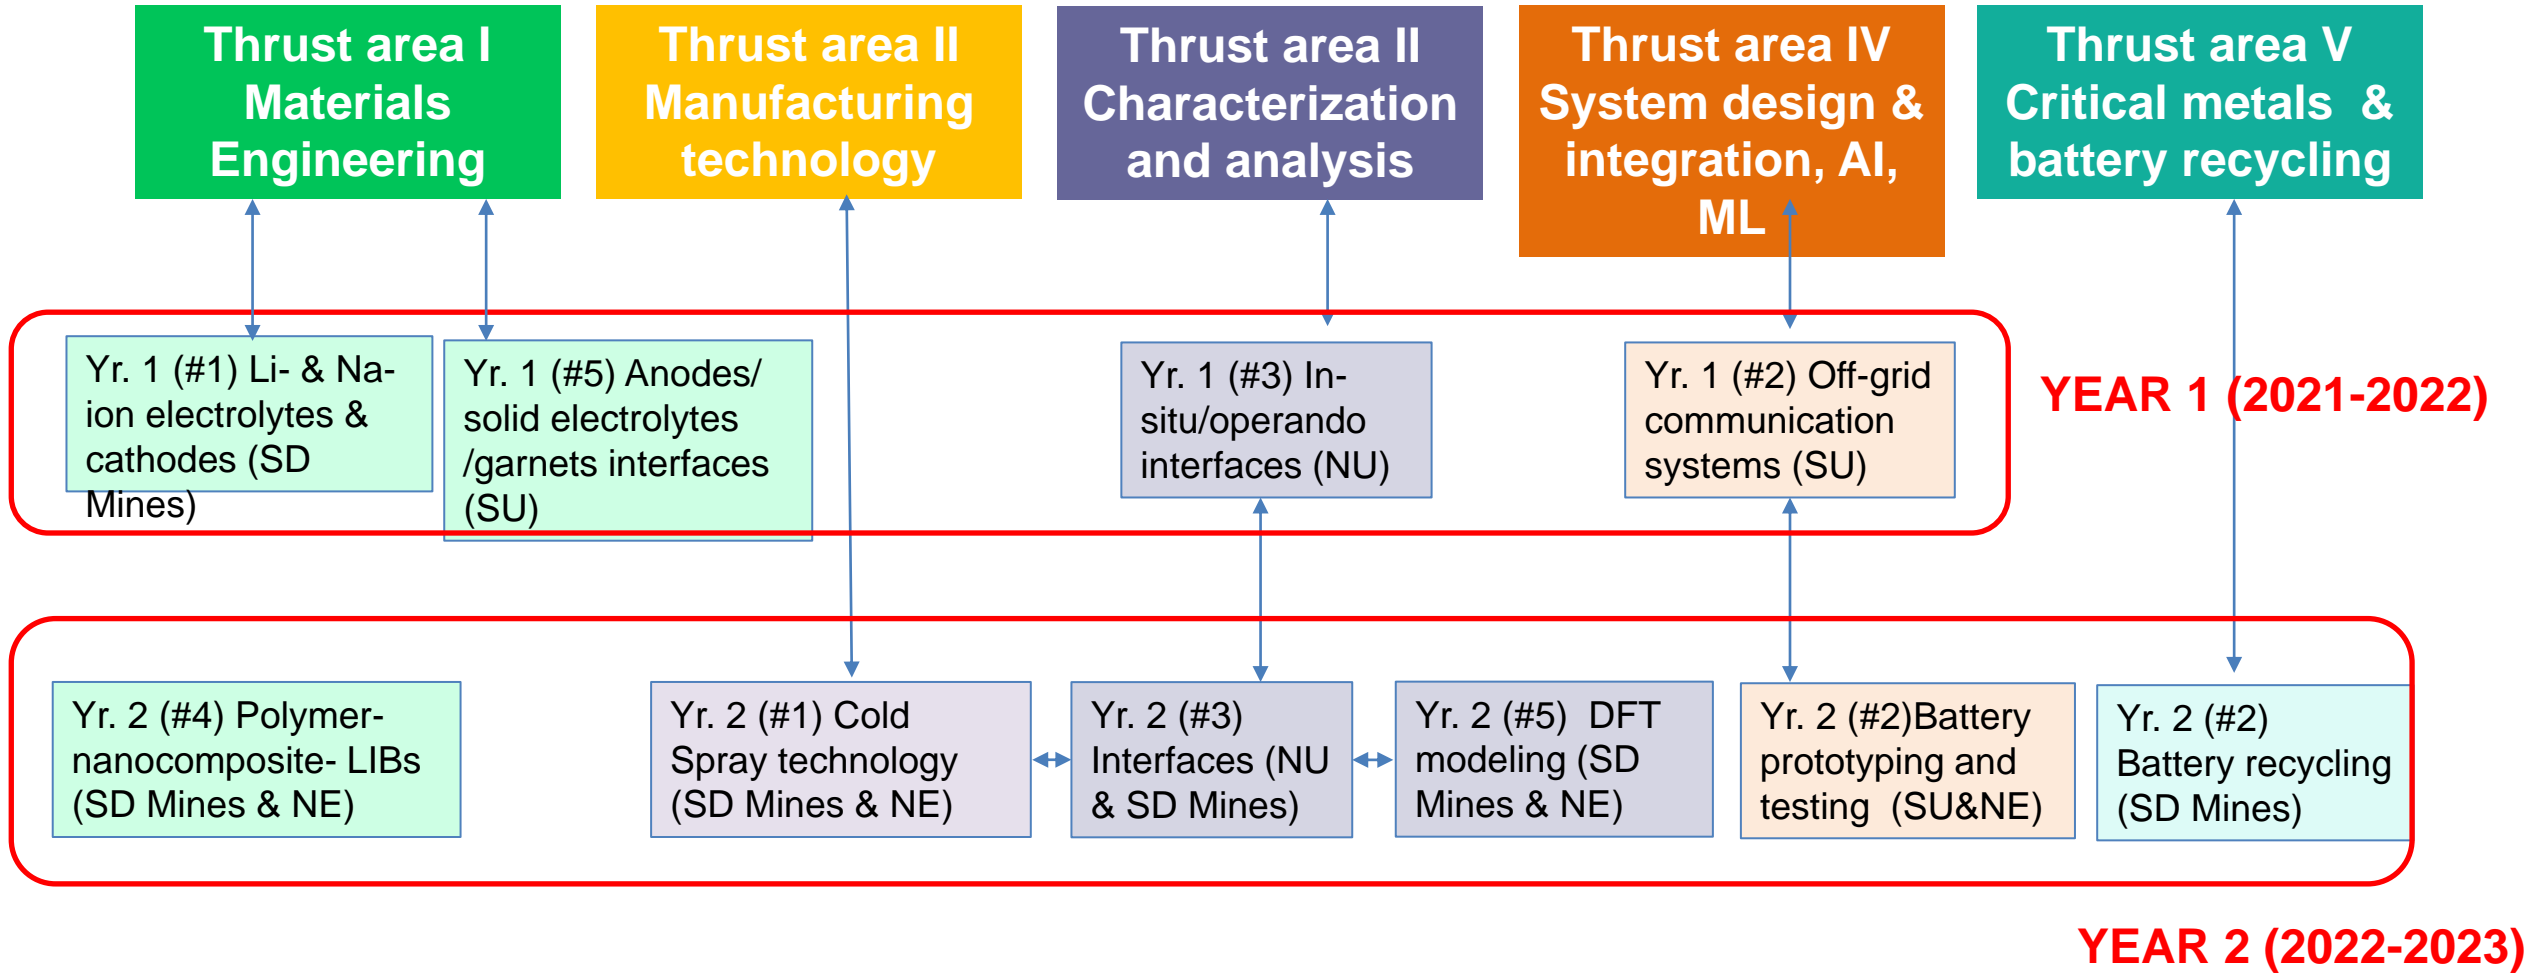 Thrust area I
Materials
Engineering
Thrust area II
Manufacturing
technology
Thrust area II
Characterization
and analysis
Thrust area IV
System design &
integration, AI,
ML
Thrust area V
Critical metals &
battery recycling
Yr. 1 (#1) Li- & Na-
ion electrolytes &
cathodes (SD
Mines)
Yr. 1 (#5) Anodes/
solid electrolytes
/garnets interfaces
(SU)
Yr. 1 (#3) In-
situ/operando
interfaces (NU)
Yr. 1 (#2) Off-grid
communication
systems (SU)
YEAR 1 (2021-2022)
Yr. 2 (#4) Polymer-
nanocomposite- LIBs
(SD Mines & NE)
Yr. 2 (#1) Cold
Spray technology
(SD Mines & NE)
Yr. 2 (#3)
Interfaces (NU
& SD Mines)
Yr. 2 (#5) DFT
modeling (SD
Mines & NE)
Yr. 2 (#2)Battery
prototyping and
testing (SU&NE)
Yr. 2 (#2)
Battery recycling
(SD Mines)
YEAR 2 (2022-2023)